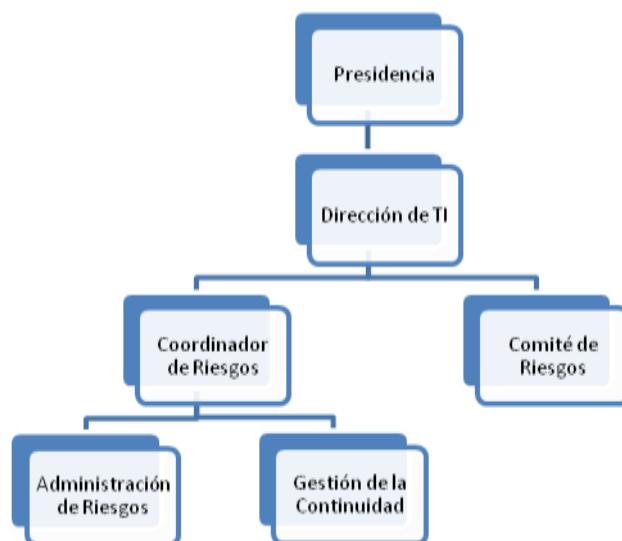 Presidencia
Dirección de TI
Coordinador
de Riesgos
Comité de
Riesgos
Administración
de Riesgos
Gestión de la
Continuidad